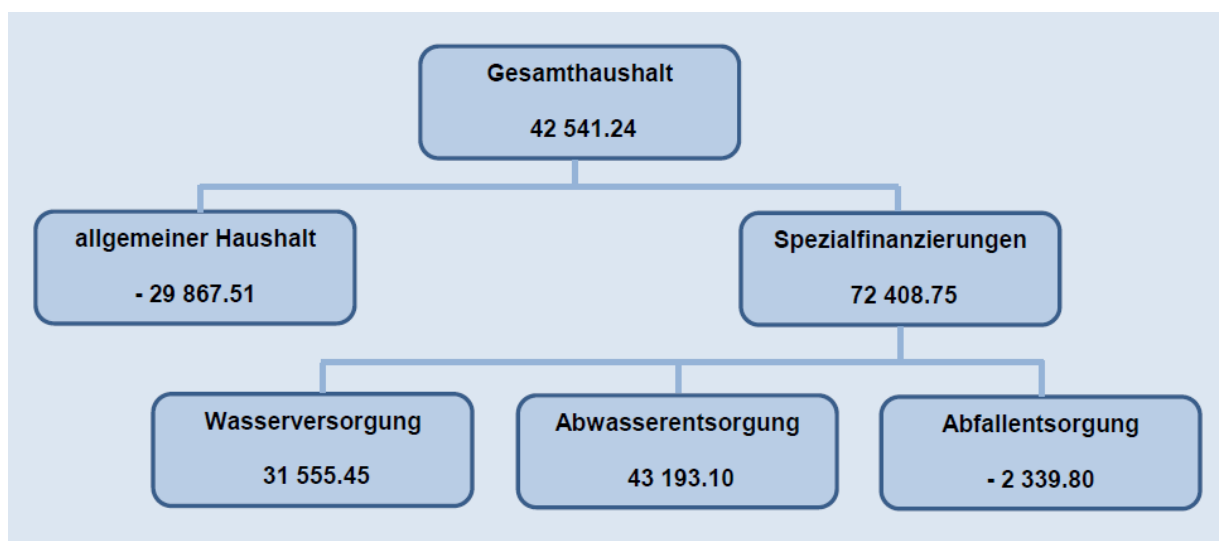 Gesamthaushalt
42 541.24
allgemeiner Haushalt
- 29 867.51
Spezialfinanzierungen
72 408.75
Wasserversorgung
31 555.45
Abwasserentsorgung
43 193.10
Abfallentsorgung
- 2 339.80